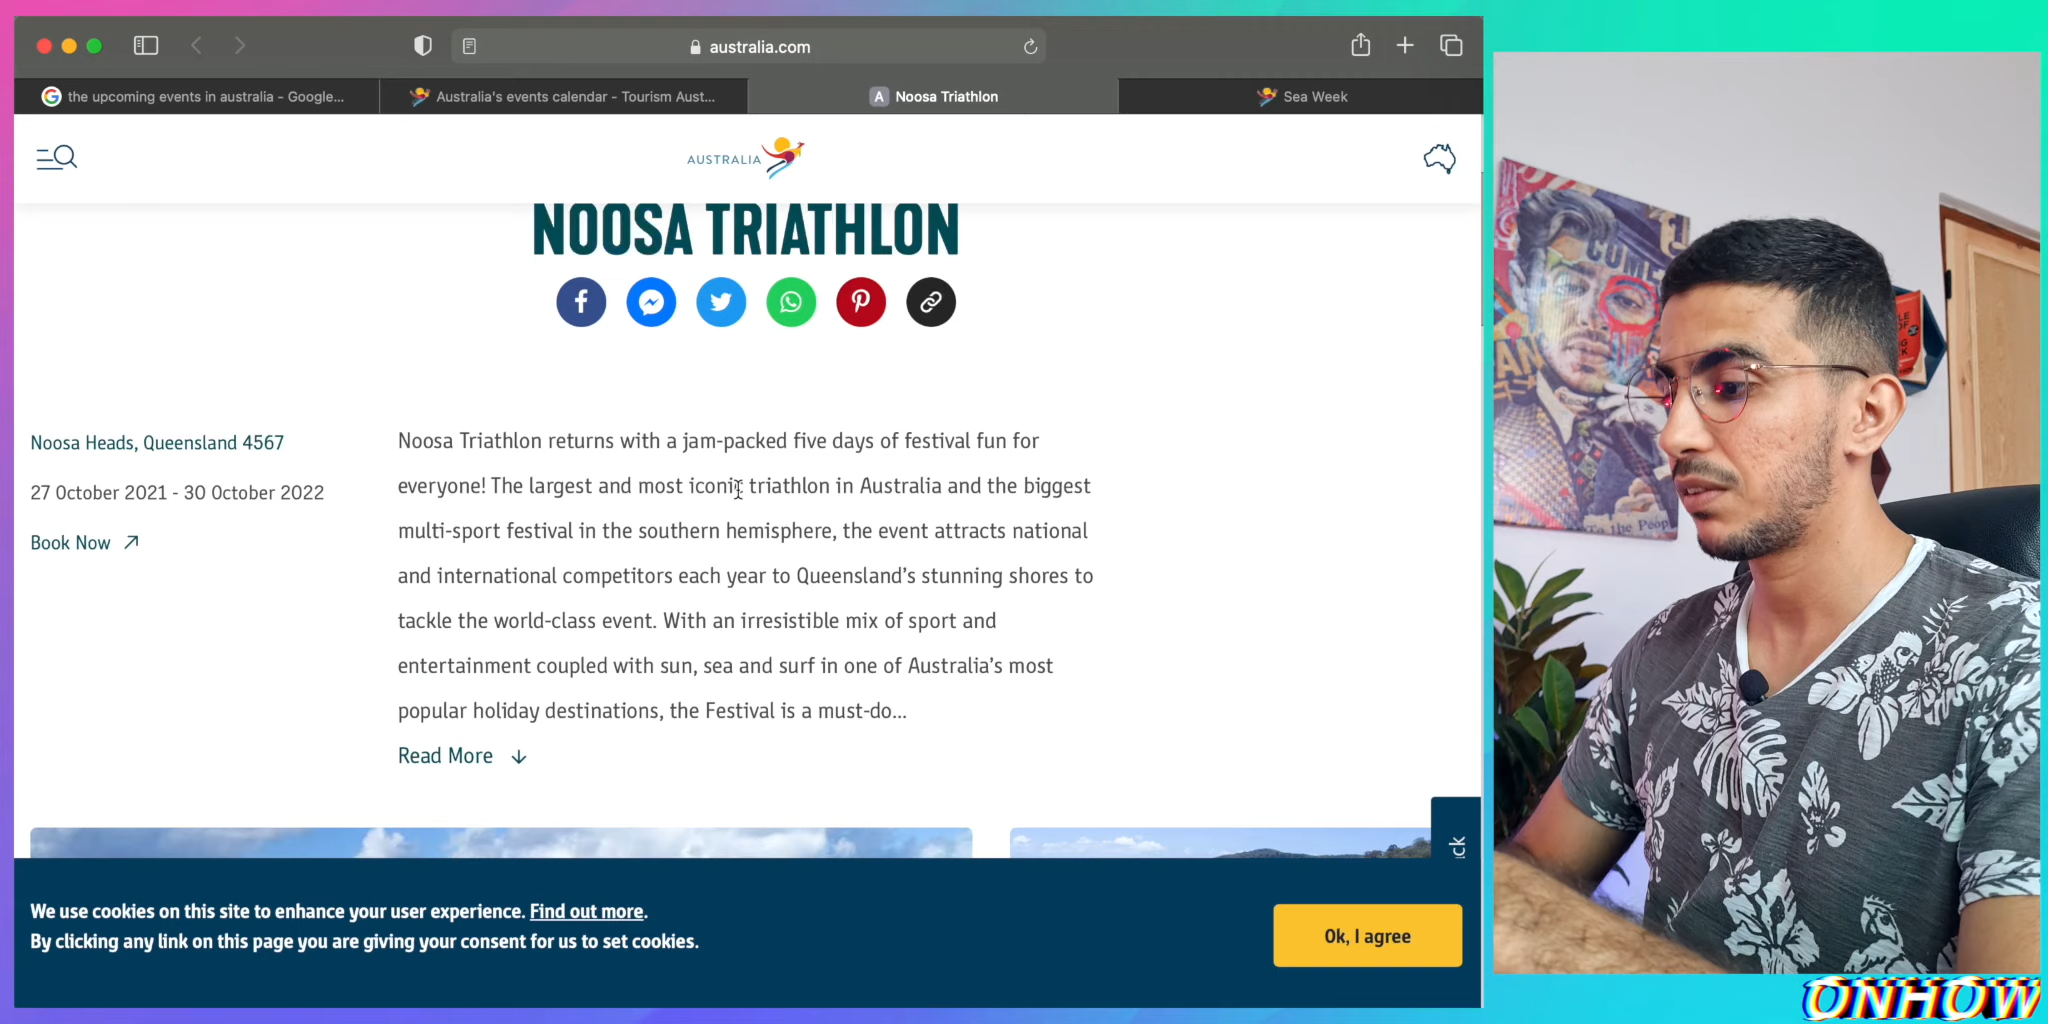 australia.com
the upcoming events in australia - Google...
Australia's events calendar - Tourism Aust...
A Noosa Triathlon
Sea Week
AUSTRALIA
NOOSA TRIATHLON
Noosa Heads, Queensland 4567
27 October 2021 - 30 October 2022
Book Now
Noosa Triathlon returns with a jam-packed five days of festival fun for
everyone! The largest and most iconic triathlon in Australia and the biggest
multi-sport festival in the southern hemisphere, the event attracts national
and international competitors each year to Queensland's stunning shores to
tackle the world-class event. With an irresistible mix of sport and
entertainment coupled with sun, sea and surf in one of Australia's most
popular holiday destinations, the Festival is a must-do...
Read More
ck
We use cookies on this site to enhance your user experience. Find out more.
By clicking any link on this page you are giving your consent for us to set cookies.
Ok, I agree
To the People
ONHOW